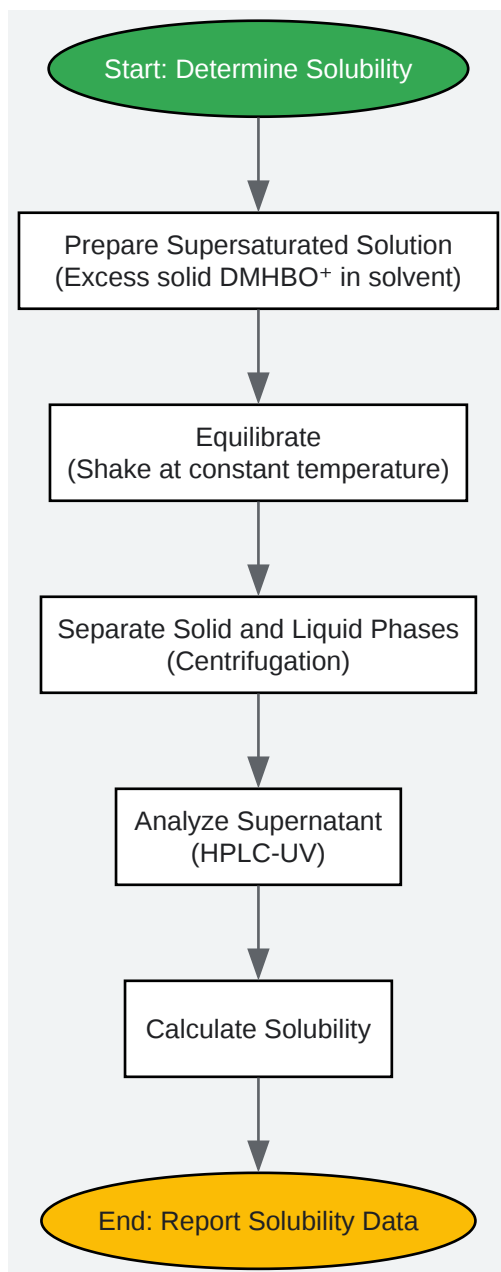 Start: Determine Solubility
Prepare Supersaturated Solution
(Excess solid DMHBO⁺ in solvent)
Equilibrate
(Shake at constant temperature)
Separate Solid and Liquid Phases
(Centrifugation)
Analyze Supernatant
(HPLC-UV)
Calculate Solubility
End: Report Solubility Data